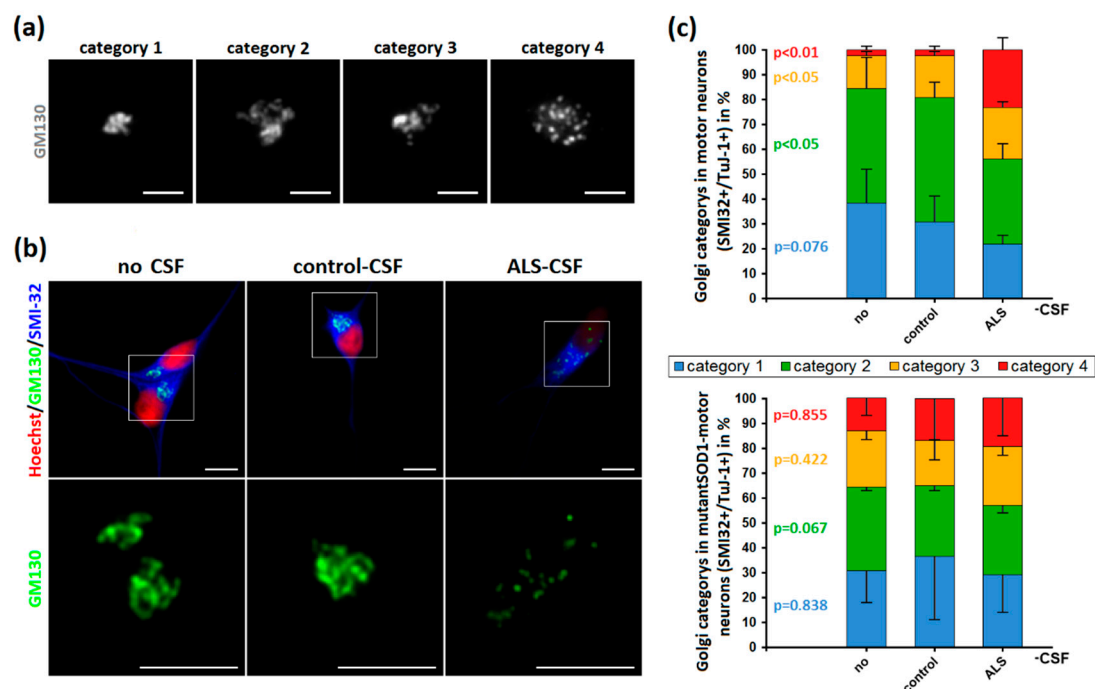 (a)
category 1 category 2 category 3 category 4
GM130
(b)
no CSF control-CSF ALS-CSF
Hoechst/GM130/SMI-32
GM130
(c)
Golgi categorys in motor neurons
(SMI32+/TuJ-1+) in %
100
90
80
70
60
50
40
30
20
10
0
p<0.01
p<0.05
p<0.05
p=0.076
no control ALS -CSF
category 1 category 2 category 3 category 4
Golgi categorys in mutantSOD1-motor
neurons (SMI32+/TuJ-1+) in %
100
90
80
70
60
50
40
30
20
10
0
p=0.855
p=0.422
p=0.067
p=0.838
no control ALS -CSF